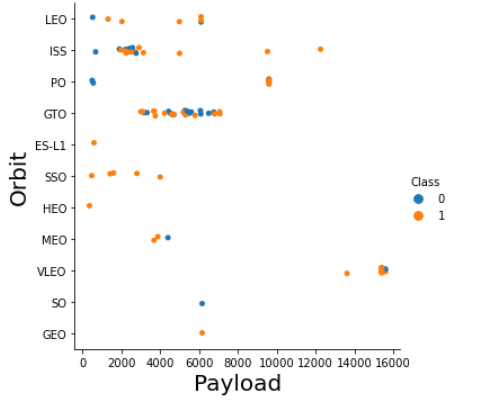 LEO
ISS
PO
GTO
ES-L1
SSO
HEO
MEO
VLEO
SO
GEO
Orbit
0 2000 4000 6000 8000 10000 12000 14000 16000
Payload
Class
0
1